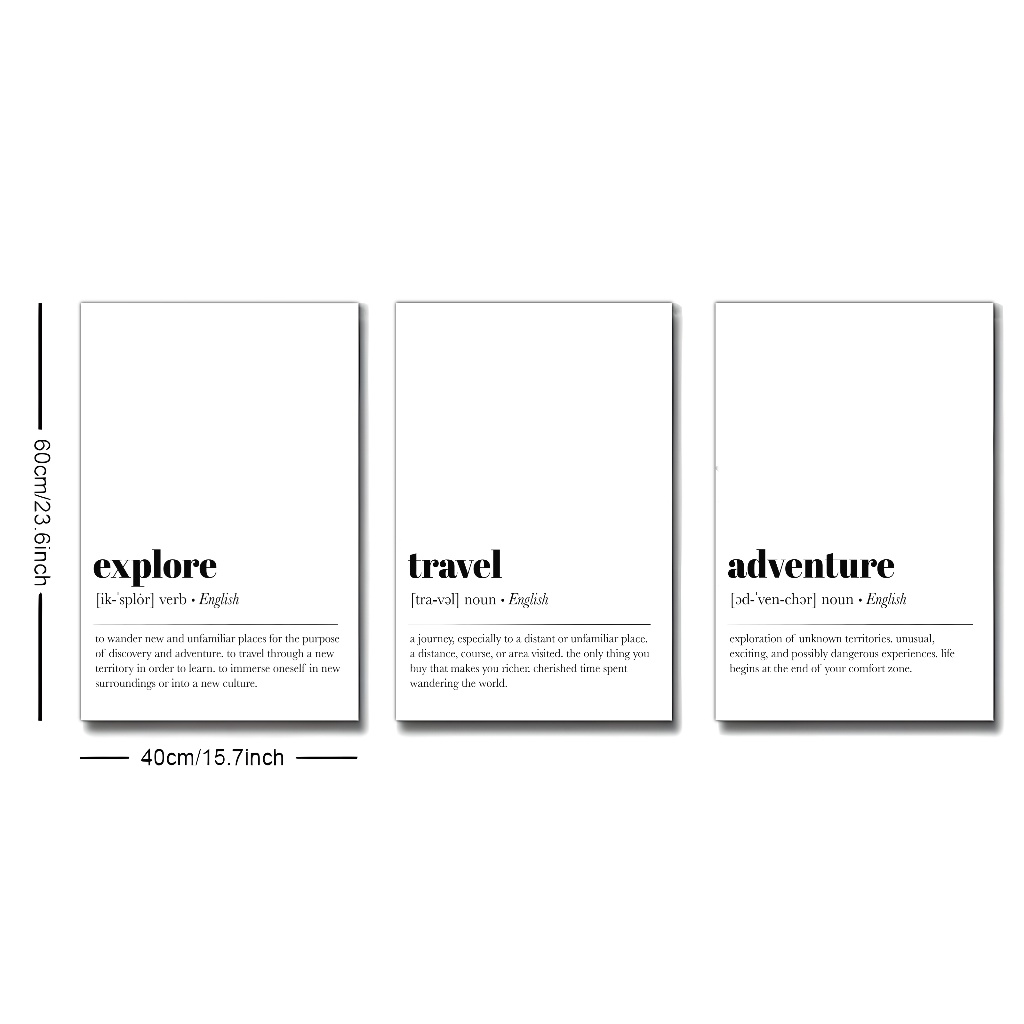 explore
[ik-ˈsplȯr] verb • English
to wander new and unfamiliar places for the purpose
of discovery and adventure. to travel through a new
territory in order to learn. to immerse oneself in new
surroundings or into a new culture.
travel
[tra-vəl] noun • English
a journey, especially to a distant or unfamiliar place.
a distance, course, or area visited. the only thing you
buy that makes you richer. cherished time spent
wandering the world.
adventure
[əd-ˈven-chər] noun • English
exploration of unknown territories. unusual,
exciting, and possibly dangerous experiences. life
begins at the end of your comfort zone.
60cm/23.6inch
40cm/15.7inch